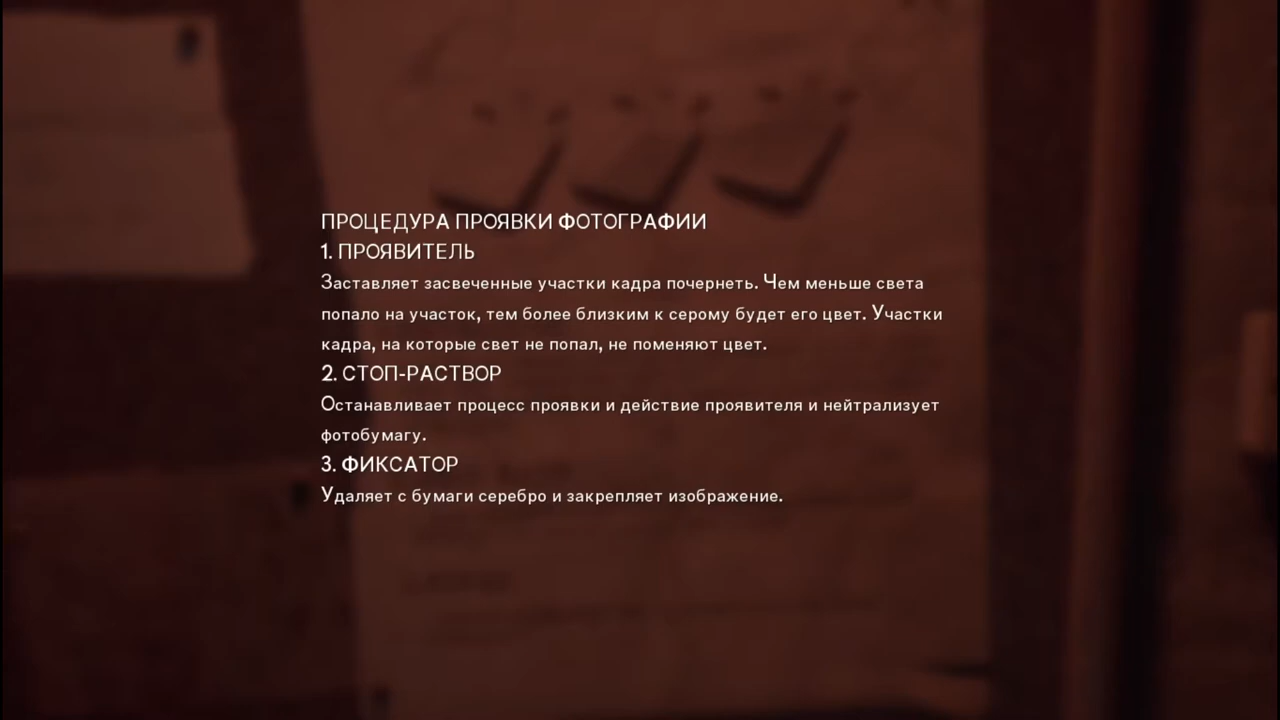 ПРОЦЕДУРА ПРОЯВКИ ФОТОГРАФИИ
1. ПРОЯВИТЕЛЬ
Заставляет засвеченные участки кадра почернеть. Чем меньше света
попало на участок, тем более близким к серому будет его цвет. Участки
кадра, на которые свет не попал, не поменяют цвет.
2. СТОП-РАСТВОР
Останавливает процесс проявки и действие проявителя и нейтрализует
фотобумагу.
3. ФИКСАТОР
Удаляет с бумаги серебро и закрепляет изображение.